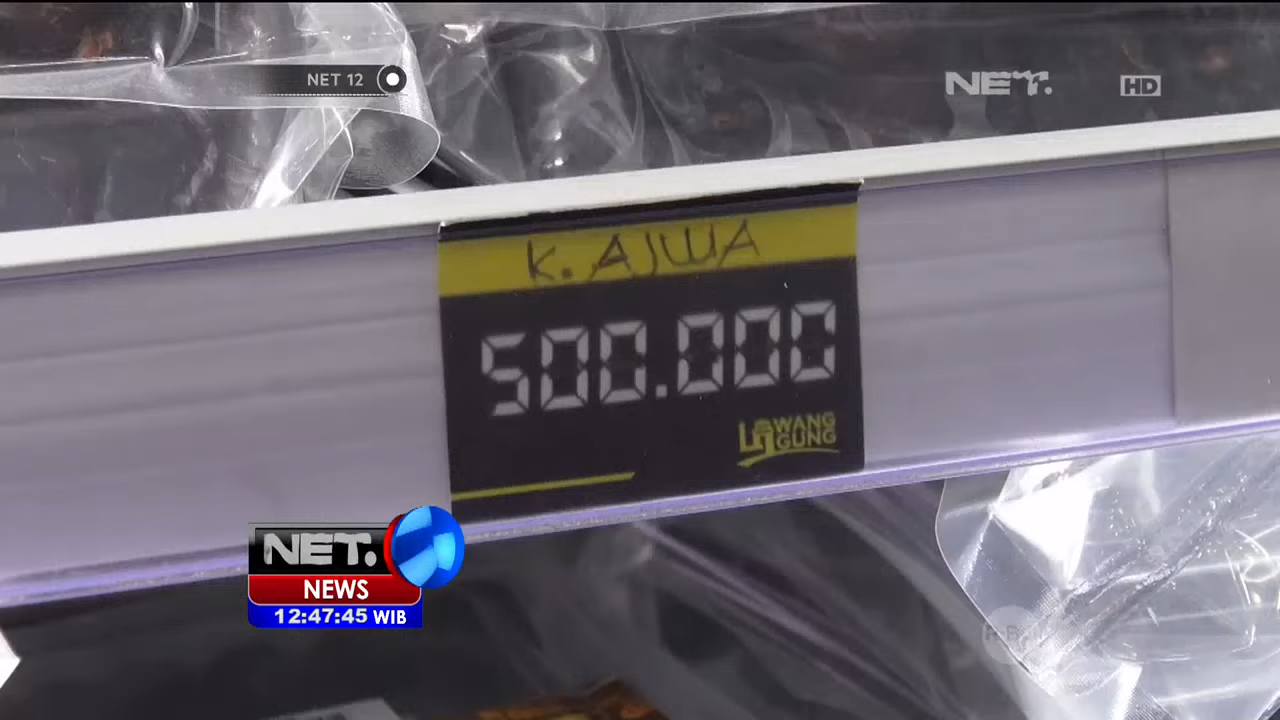 NET 12
NET.
HD
K. AJWA
500.000
LAWANG
GUNG
NET.
NEWS
12:47:45 WIB